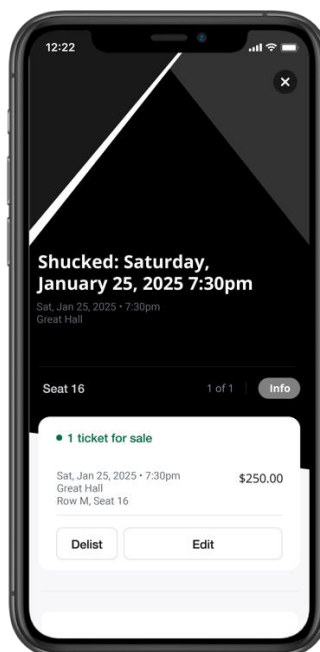 12:22
Shucked: Saturday,
January 25, 2025 7:30pm
Sat, Jan 25, 2025 • 7:30pm
Great Hall
Seat 16 1 of 1 Info
• 1 ticket for sale
Sat, Jan 25, 2025 • 7:30pm $250.00
Great Hall
Row M, Seat 16
Delist Edit